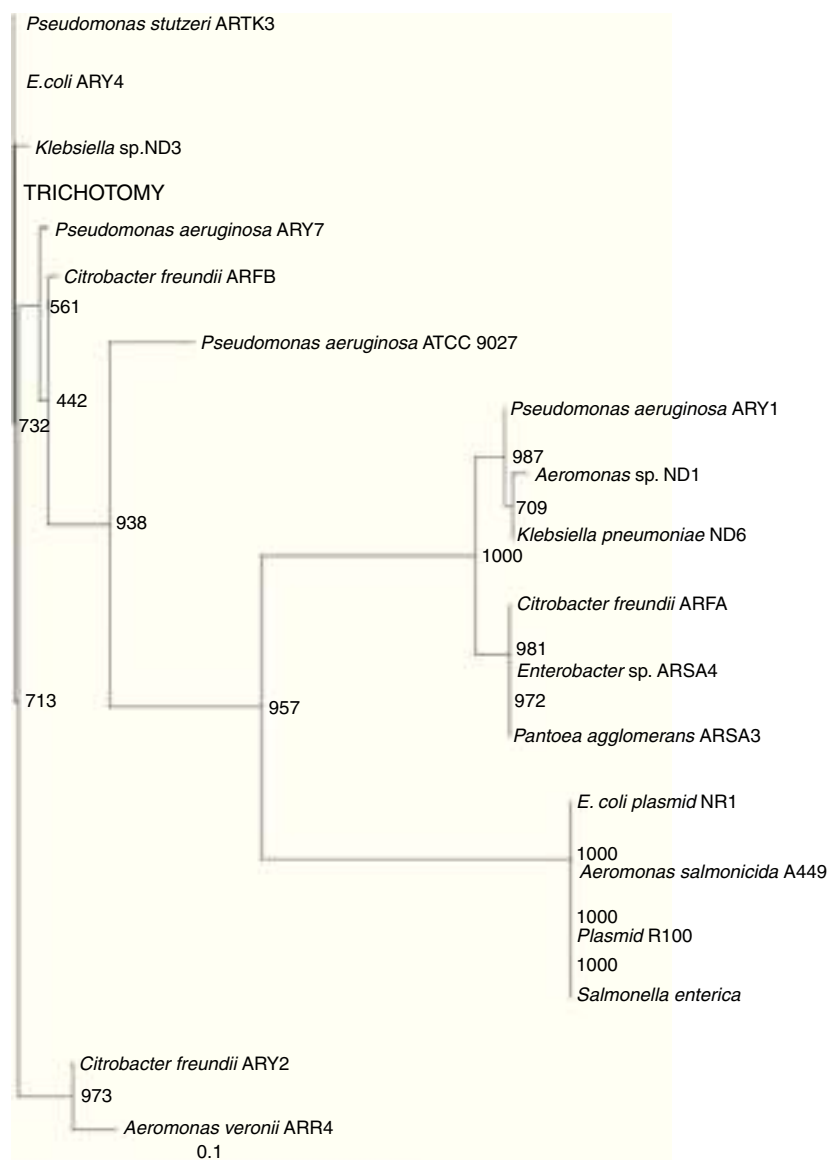 Pseudomonas stutzeri ARTK3
E.coli ARY4
Klebsiella sp.ND3
TRICHOTOMY
Pseudomonas aeruginosa ARY7
Citrobacter freundii ARFB
561
Pseudomonas aeruginosa ATCC 9027
442
Pseudomonas aeruginosa ARY1
732
987
Aeromonas sp. ND1
709
938
Klebsiella pneumoniae ND6
1000
Citrobacter freundii ARFA
981
Enterobacter sp. ARSA4
713
972
957
Pantoea agglomerans ARSA3
E. coli plasmid NR1
1000
Aeromonas salmonicida A449
1000
Plasmid R100
1000
Salmonella enterica
Citrobacter freundii ARY2
973
Aeromonas veronii ARR4
0.1